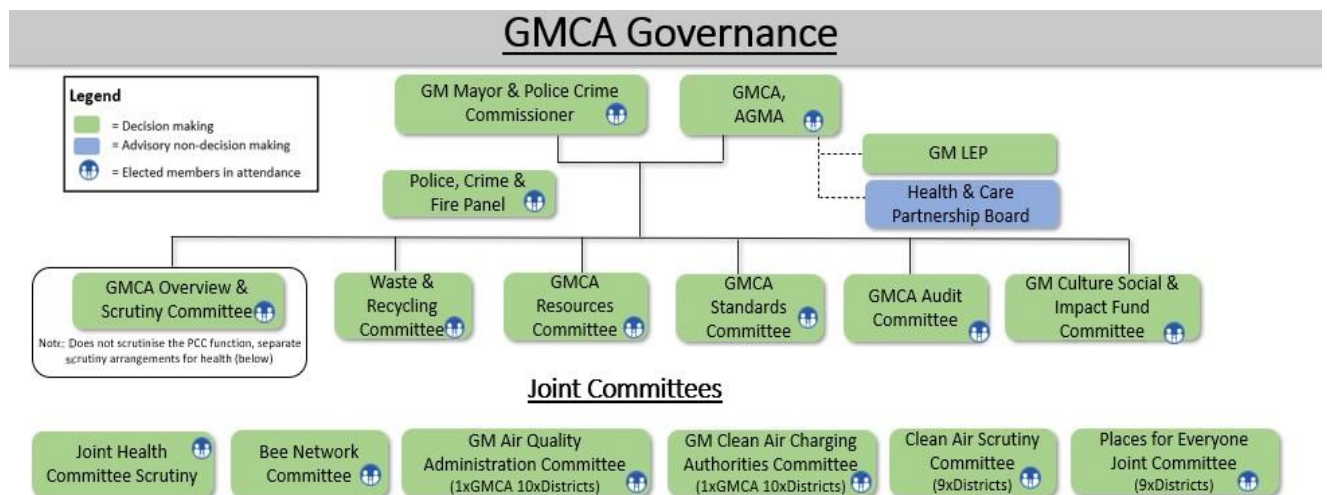 GMCA Governance
Legend
= Decision making
= Advisory non-decision making
= Elected members in attendance
GM Mayor & Police Crime
Commissioner
GMCA,
AGMA
GM LEP
Health & Care
Partnership Board
Police, Crime &
Fire Panel
GMCA Overview &
Scrutiny Committee
Note: Does not scrutinise the PCC function, separate
scrutiny arrangements for health (below)
Waste &
Recycling
Committee
GMCA
Resources
Committee
GMCA
Standards
Committee
GMCA Audit
Committee
GM Culture Social &
Impact Fund
Committee
Joint Committees
Joint Health
Committee Scrutiny
Bee Network
Committee
GM Air Quality
Administration Committee
(1xGMCA 10xDistricts)
GM Clean Air Charging
Authorities Committee
(1xGMCA 10xDistricts)
Clean Air Scrutiny
Committee
(9xDistricts)
Places for Everyone
Joint Committee
(9xDistricts)